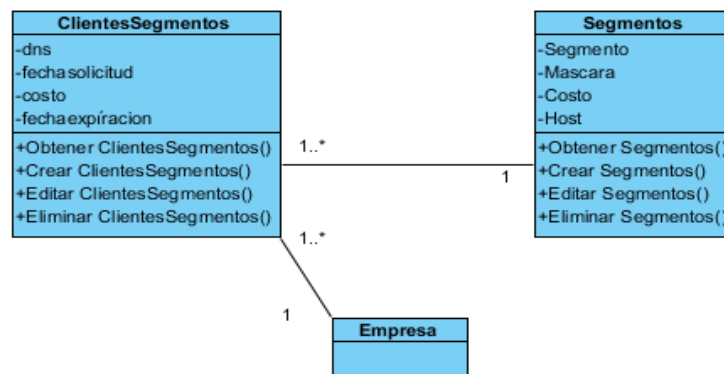 ClientesSegmentos
-dns
-fechasolicitud
-costo
-fechaexpíracion
+Obtener ClientesSegmentos()
+Crear ClientesSegmentos()
+Editar ClientesSegmentos()
+Eliminar ClientesSegmentos()
Segmentos
-Segmento
-Mascara
-Costo
-Host
+Obtener Segmentos()
+Crear Segmentos()
+Editar Segmentos()
+Eliminar Segmentos()
1..*
1
1..*
1
Empresa